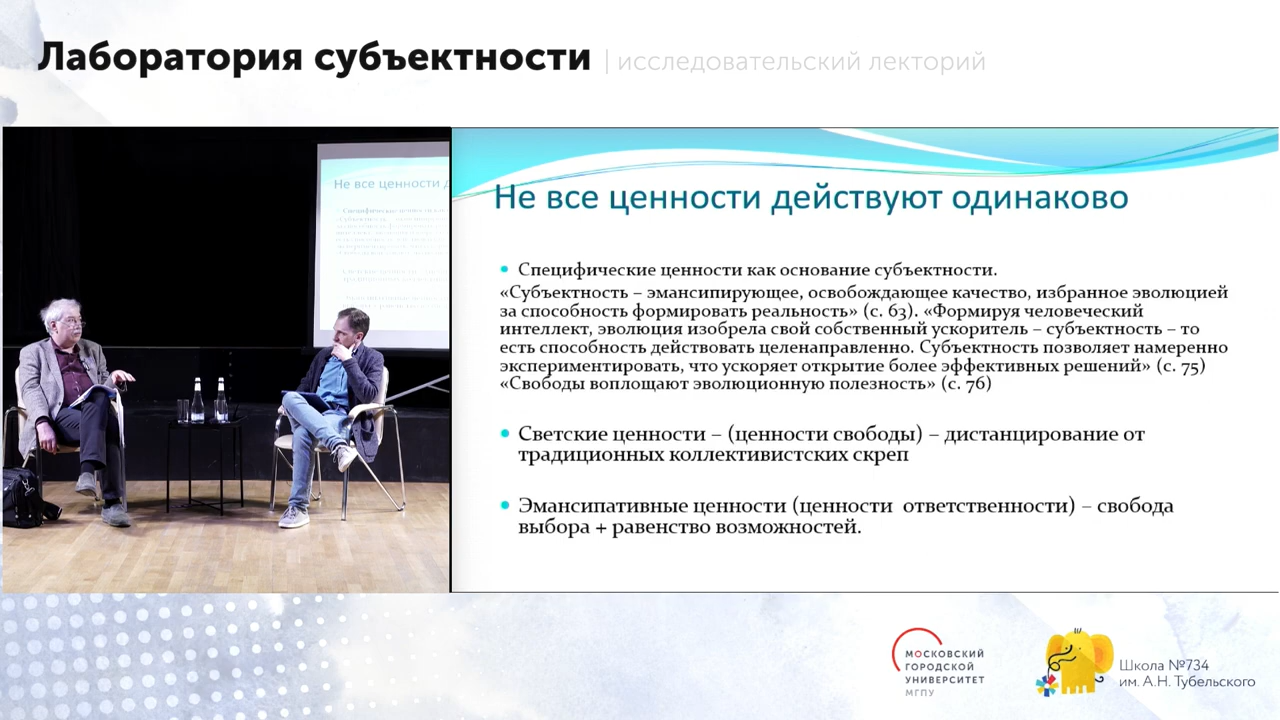 Лаборатория субъектности | исследовательский лекторий
Не все ценности д
Не все ценности действуют одинаково
• Специфические ценности как основание субъектности.
«Субъектность – эмансипирующее, освобождающее качество, избранное эволюцией
за способность формировать реальность» (с. 63). «Формируя человеческий
интеллект, эволюция изобрела свой собственный ускоритель – субъектность – то
есть способность действовать целенаправленно. Субъектность позволяет намеренно
экспериментировать, что ускоряет открытие более эффективных решений» (с. 75)
«Свободы воплощают эволюционную полезность» (с. 76)
• Светские ценности – (ценности свободы) – дистанцирование от
традиционных коллективистских скреп
• Эмансипативные ценности (ценности ответственности) – свобода
выбора + равенство возможностей.
МОСКОВСКИЙ
ГОРОДСКОЙ
УНИВЕРСИТЕТ
МГПУ
Школа №734
им. А.Н. Тубельского